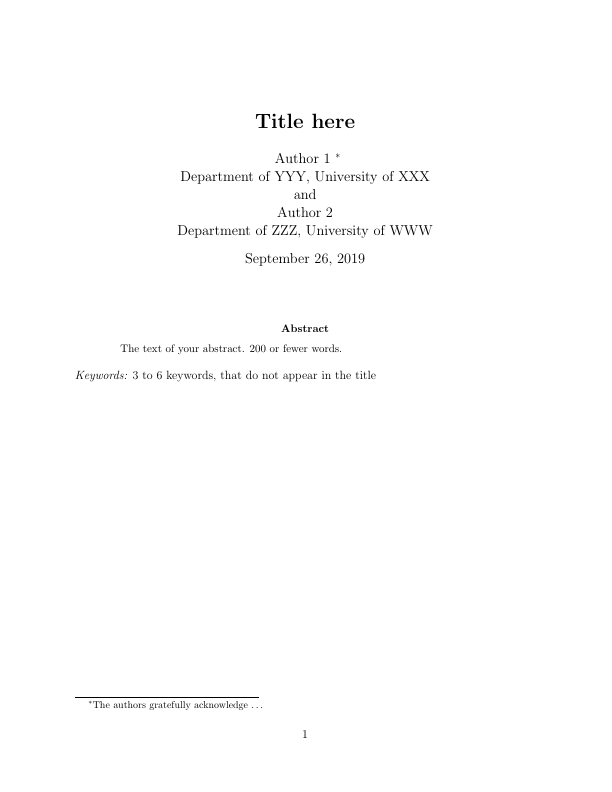 Title here
Author 1 *
Department of YYY, University of XXX
and
Author 2
Department of ZZZ, University of WWW
September 26, 2019
Abstract
The text of your abstract. 200 or fewer words.
Keywords: 3 to 6 keywords, that do not appear in the title
*The authors gratefully acknowledge . . .
1